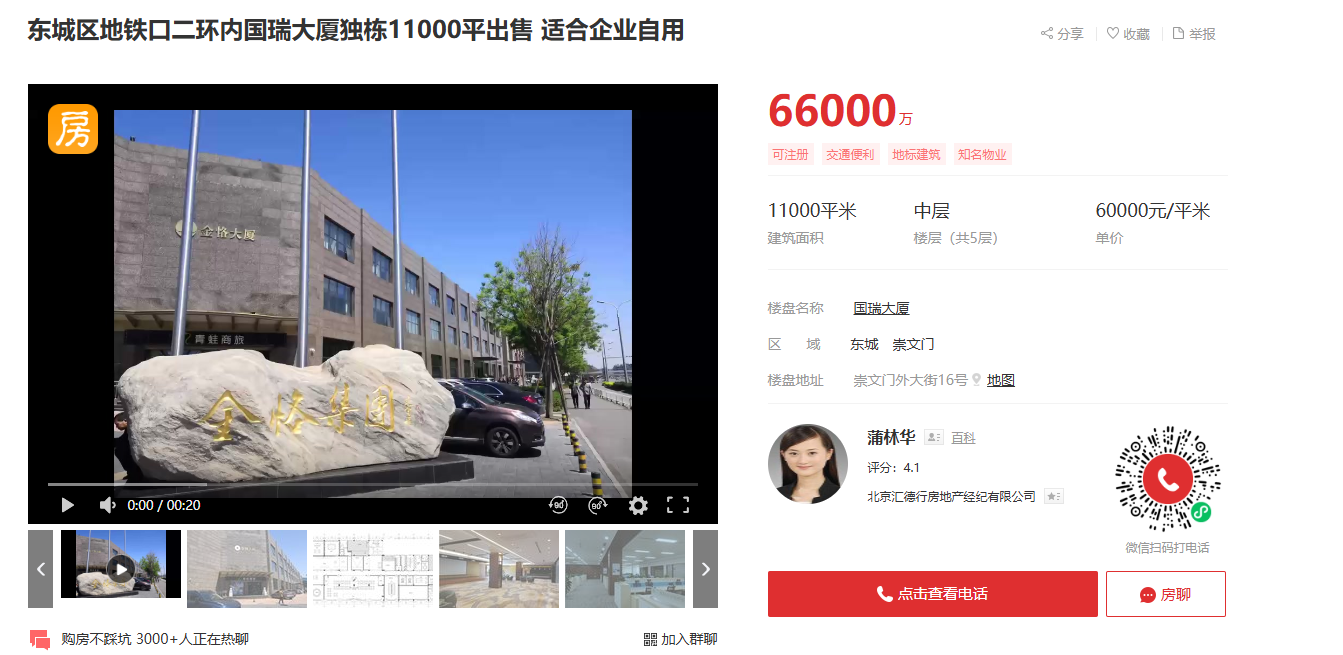 东城区地铁口二环内国瑞大厦独栋11000平出售 适合企业自用
分享 收藏 举报
房
金恪大厦
青蛙商旅
金恪集团
0:00 / 00:20
90 90
购房不踩坑 3000+人正在热聊
加入群聊
66000万
可注册 交通便利 地标建筑 知名物业
11000平米 中层 60000元/平米
建筑面积 楼层（共5层） 单价
楼盘名称 国瑞大厦
区 域 东城 崇文门
楼盘地址 崇文门外大街16号 地图
蒲林华 百科
评分：4.1
北京汇德行房地产经纪有限公司
微信扫码打电话
点击查看电话 房聊